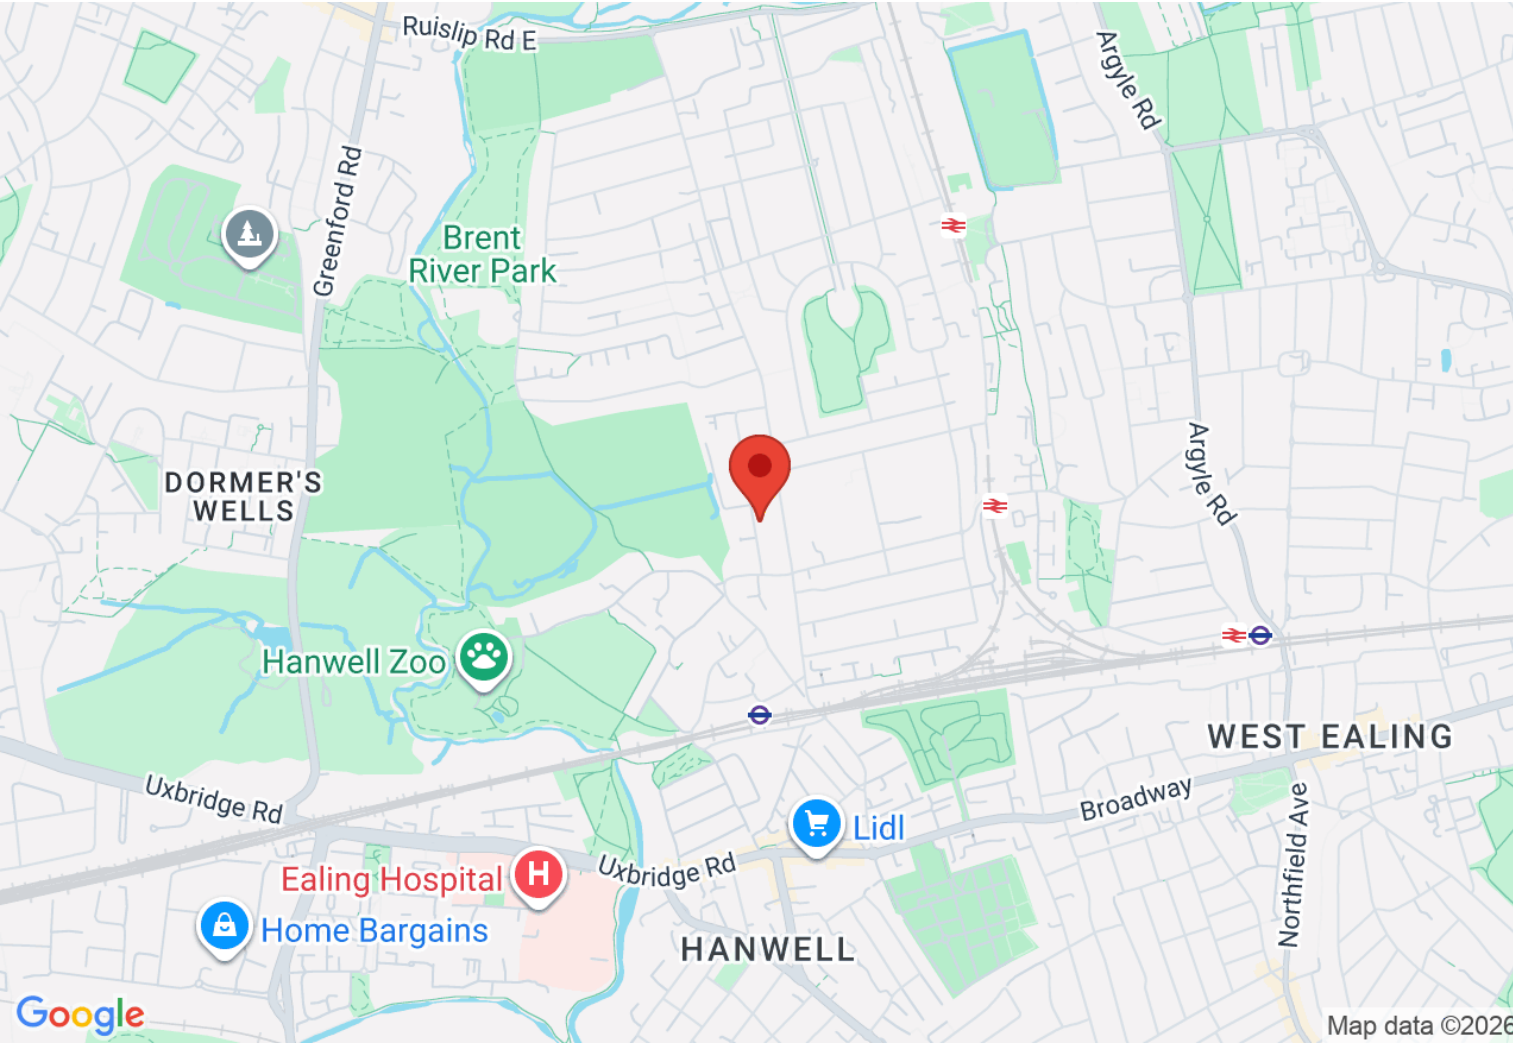 Ruislip Rd E
Argyle Rd
Greenford Rd
Brent
River Park
DORMER'S
WELLS
Argyle Rd
Hanwell Zoo
WEST EALING
Uxbridge Rd
Broadway
Lidl
Uxbridge Rd
Ealing Hospital
H
Northfield Ave
Home Bargains
HANWELL
Google
Map data ©2026